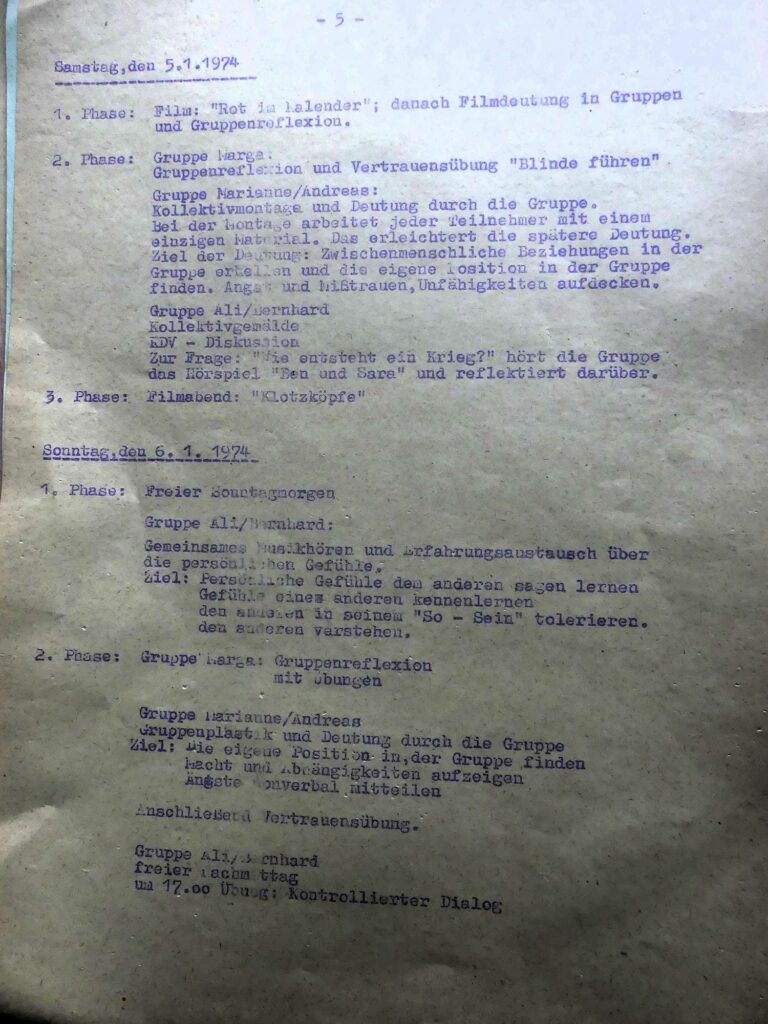 - 5 -
Samstag,den 5.1.1974
1. Phase: Film: "Rot im Kalender"; danach Filmdeutung in Gruppen
und Gruppenreflexion.
2. Phase: Gruppe Marga:
Gruppenreflexion und Vertrauensübung "Blinde führen"
Gruppe Marianne/Andreas:
Kollektivmontage und Deutung durch die Gruppe.
Bei der Montage arbeitet jeder Teilnehmer mit einem
einzigen Material. Das erleichtert die spätere Deutung.
Ziel der Deutung: Zwischenmenschliche Beziehungen in der
Gruppe erhellen und die eigene Position in der Gruppe
finden. Angst und Mißtrauen,Unfähigkeiten aufdecken.
Gruppe Ali/Bernhard
Kollektivgemälde
KDV - Diskussion
Zur Frage: "Wie entsteht ein Krieg?" hört die Gruppe
das Hörspiel "Ben und Sara" und reflektiert darüber.
3. Phase: Filmabend: "Klotzköpfe"
Sonntag,den 6. 1. 1974
1. Phase: Freier Sonntagmorgen
Gruppe Ali/Bernhard:
Gemeinsames Musikhören und Erfahrungsaustausch über
die persönlichen Gefühle.
Ziel: Persönliche Gefühle dem anderen sagen lernen
Gefühle eines anderen kennenlernen
den anderen in seinem "So - Sein" tolerieren.
den anderen verstehen.
2. Phase: Gruppe Marga: Gruppenreflexion
mit Übungen
Gruppe Marianne/Andreas
Gruppenplastik und Deutung durch die Gruppe
Ziel: Die eigene Position in,der Gruppe finden
Macht und Abhängigkeiten aufzeigen
Ängste nonverbal mitteilen
Anschließend Vertrauensübung.
Gruppe Ali/Bernhard
freier Nachmittag
um 17.oo Übung: Kontrollierter Dialog